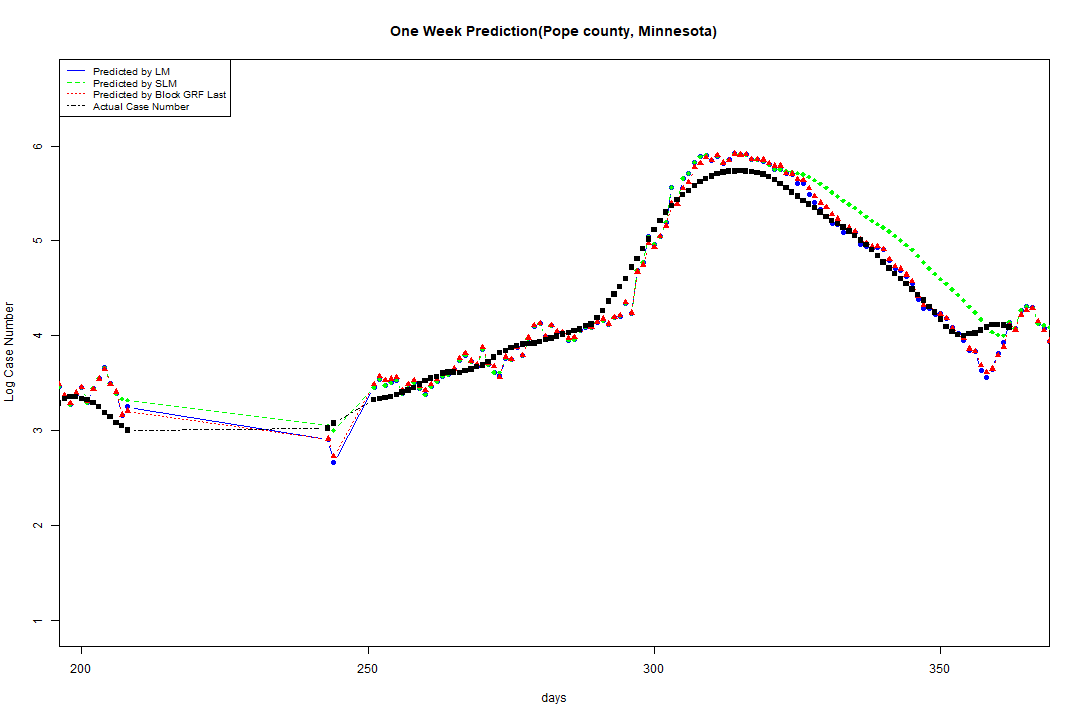 One Week Prediction(Pope county, Minnesota)
Predicted by LM
Predicted by SLM
Predicted by Block GRF Last
Actual Case Number
Log Case Number
6
5
4
3
2
1
200 250 300 350
days